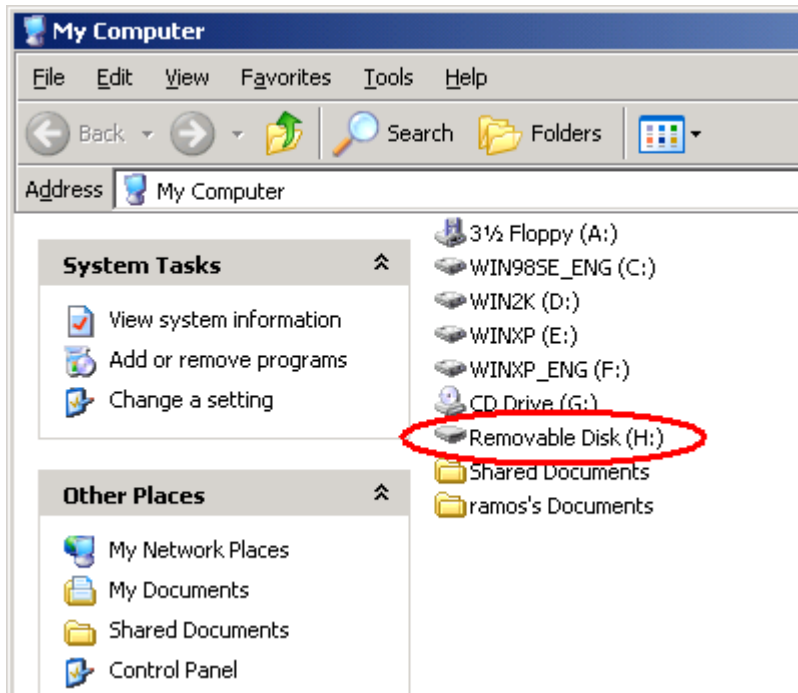 My Computer
File Edit View Favorites Tools Help
Back Search Folders
Address My Computer
System Tasks
View system information
Add or remove programs
Change a setting
Other Places
My Network Places
My Documents
Shared Documents
Control Panel
3½ Floppy (A:)
WIN98SE_ENG (C:)
WIN2K (D:)
WINXP (E:)
WINXP_ENG (F:)
CD Drive (G:)
Removable Disk (H:)
Shared Documents
ramos's Documents